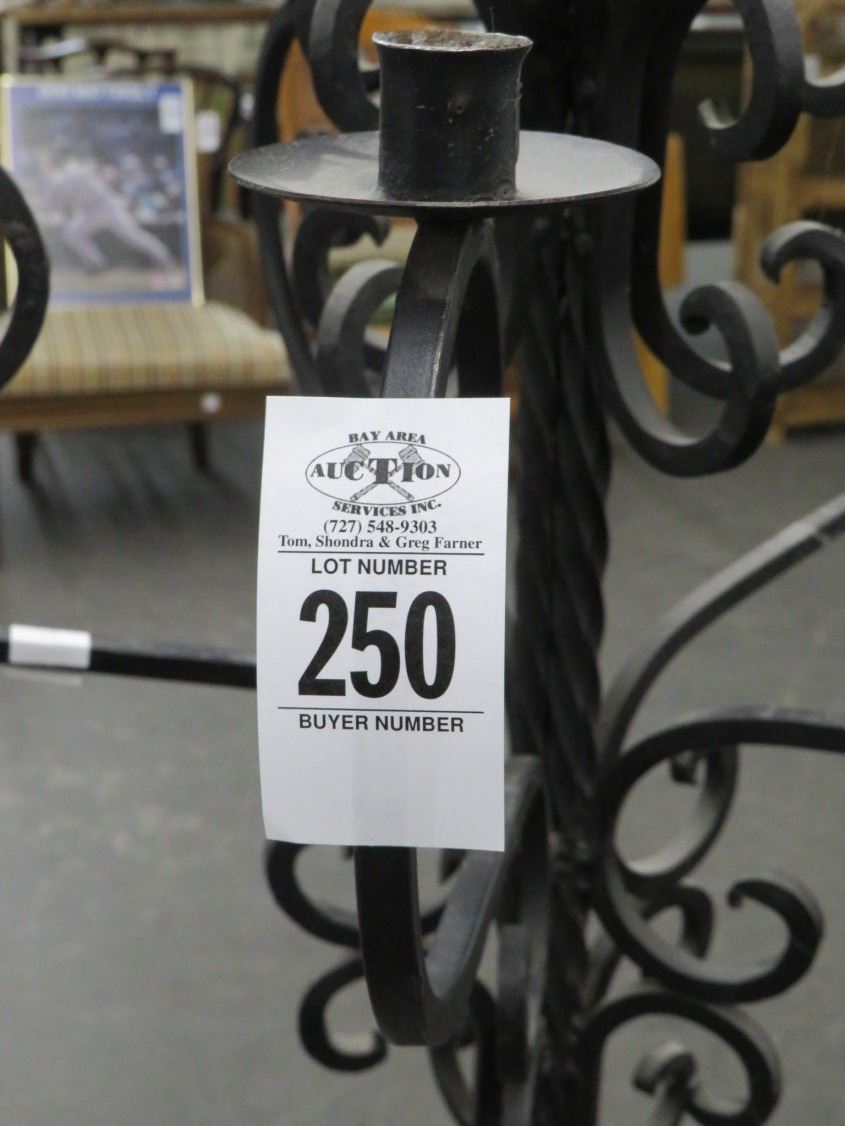 BAY AREA
AUCTION
SERVICES INC.
(727) 548-9303
Tom, Shondra & Greg Farner
LOT NUMBER
250
BUYER NUMBER